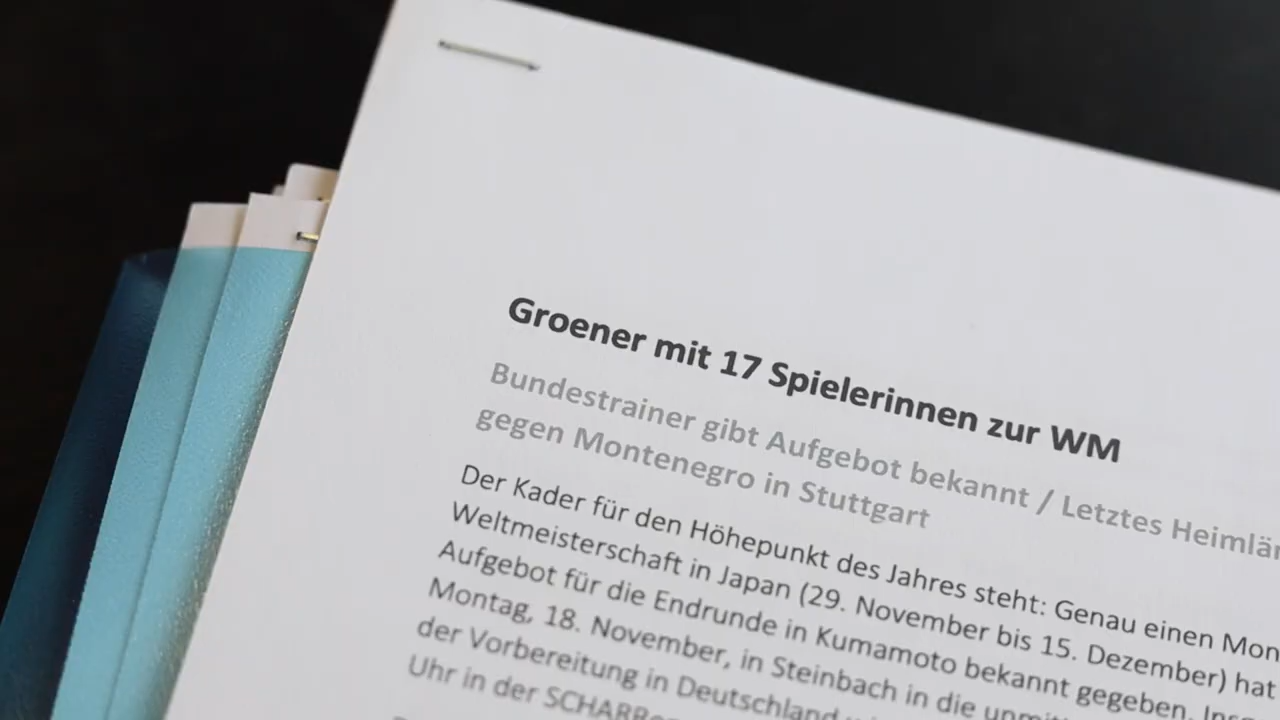 Groener mit 17 Spielerinnen zur WM
Bundestrainer gibt Aufgebot bekannt / Letztes Heimlän
gegen Montenegro in Stuttgart
Der Kader für den Höhepunkt des Jahres steht: Genau einen Mon
Weltmeisterschaft in Japan (29. November bis 15. Dezember) hat
Aufgebot für die Endrunde in Kumamoto bekannt gegeben. Ins
Montag, 18. November, in Steinbach in die
der Vorbereitung in Deutschland
Uhr in der